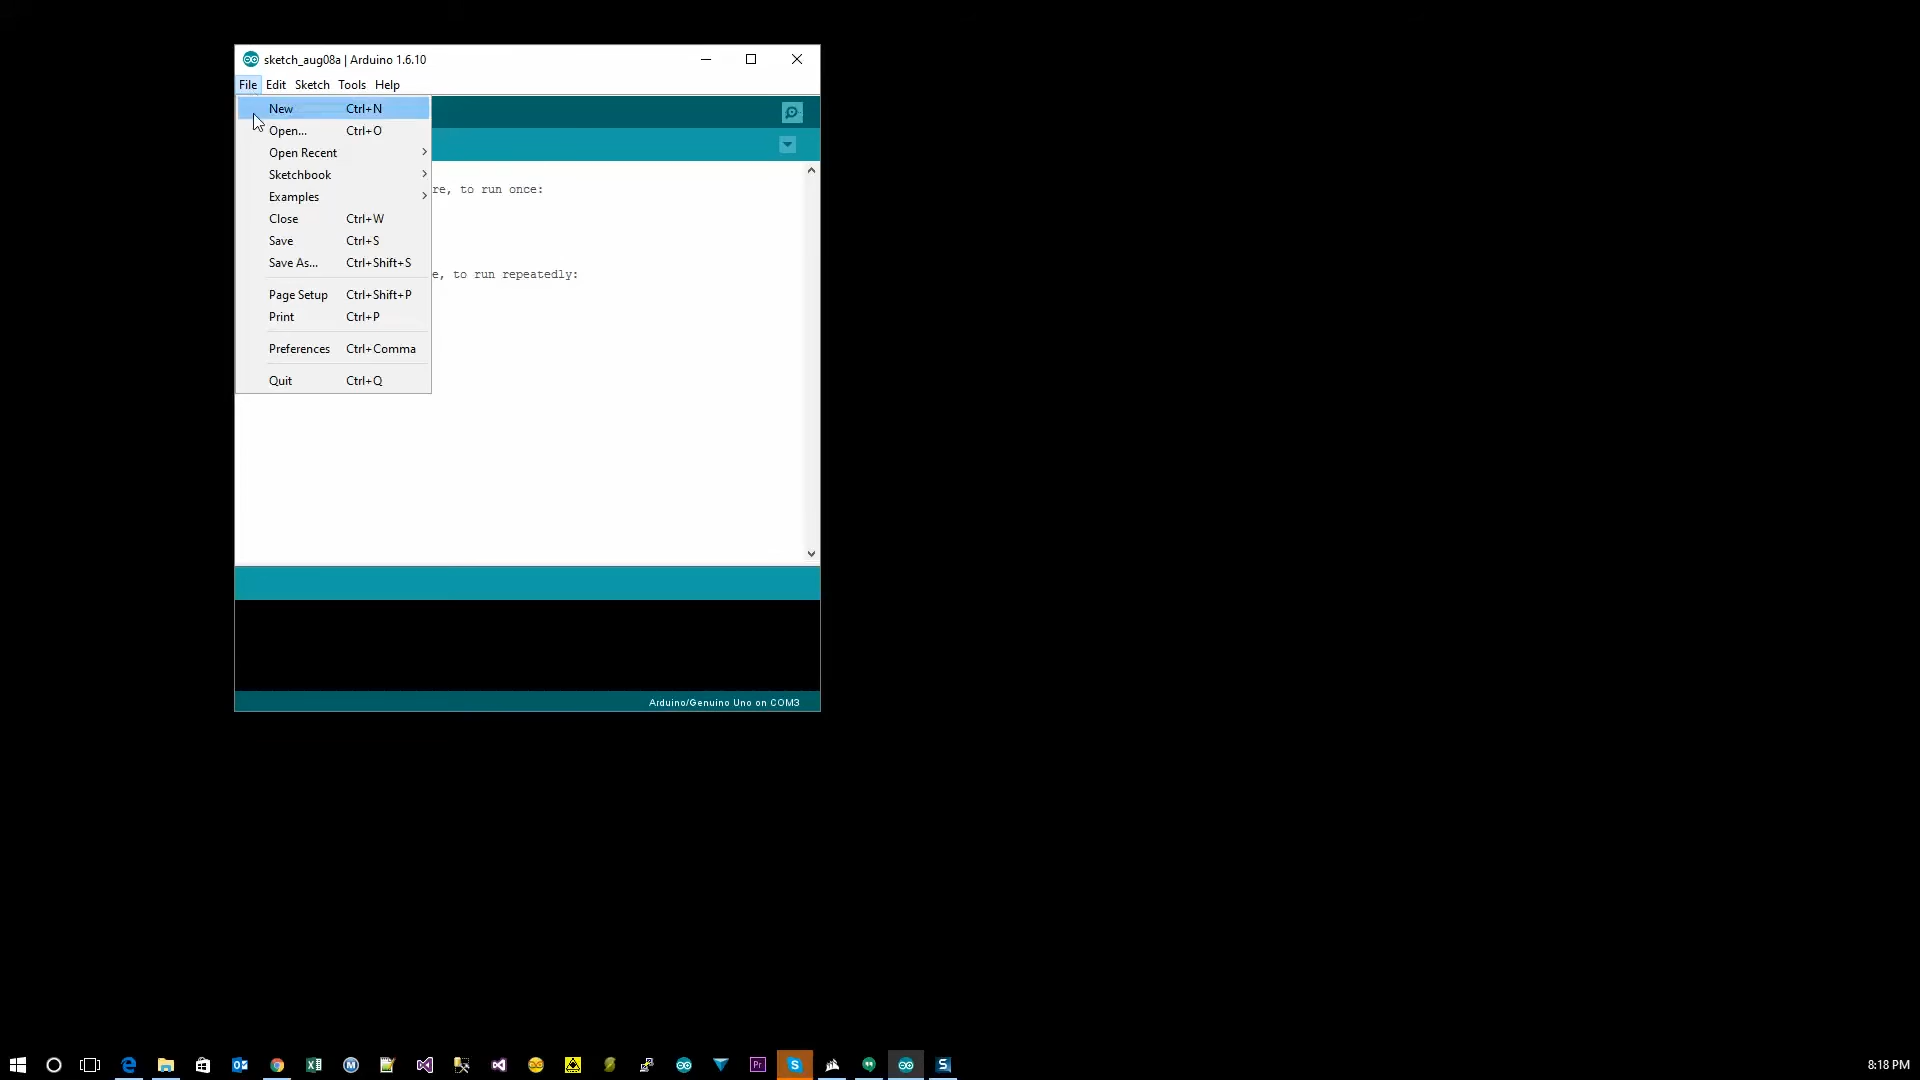 sketch_aug08a | Arduino 1.6.10
File Edit Sketch Tools Help
New Ctrl+N
Open... Ctrl+O
Open Recent
Sketchbook
Examples
Close Ctrl+W
Save Ctrl+S
Save As... Ctrl+Shift+S
Page Setup Ctrl+Shift+P
Print Ctrl+P
Preferences Ctrl+Comma
Quit Ctrl+Q
re, to run once:
e, to run repeatedly:
Arduino/Genuino Uno on COM3
8:18 PM